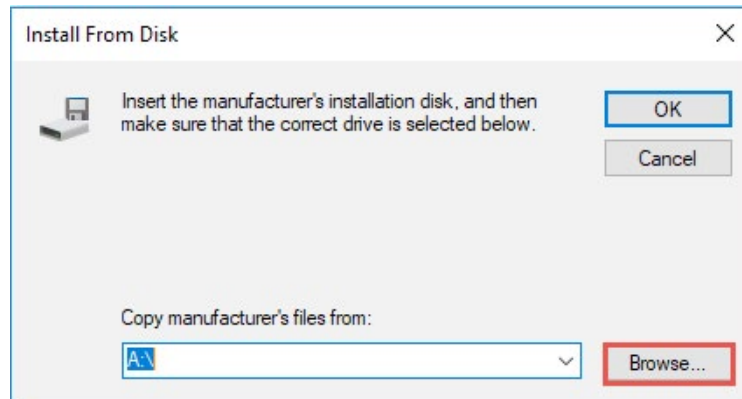 Install From Disk
Insert the manufacturer's installation disk, and then
make sure that the correct drive is selected below.
OK
Cancel
Copy manufacturer's files from:
A:\
Browse...